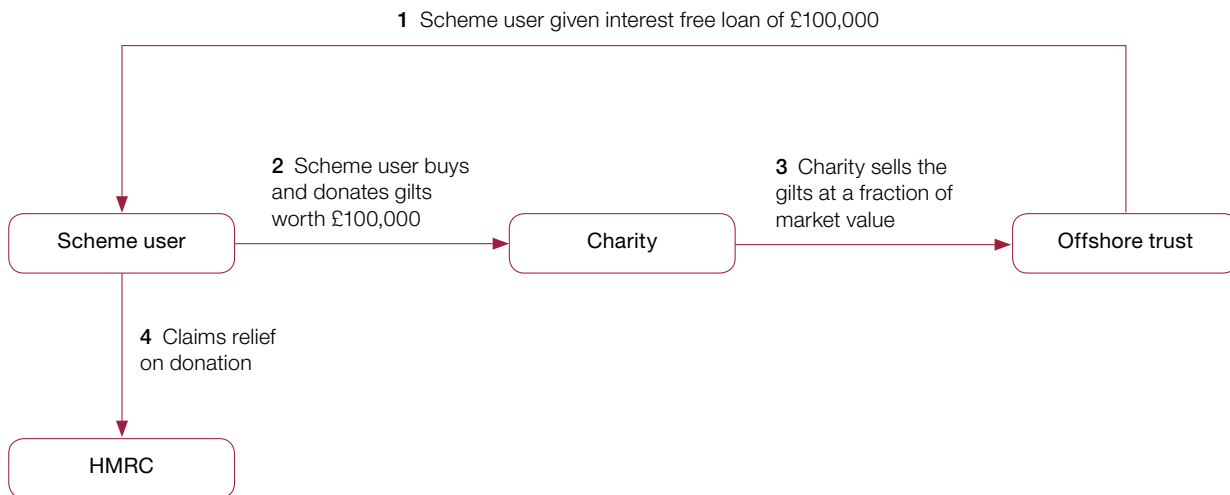 1 Scheme user given interest free loan of £100,000
2 Scheme user buys
and donates gilts
worth £100,000
3 Charity sells the
gilts at a fraction of
market value
Scheme user
Charity
Offshore trust
4 Claims relief
on donation
HMRC